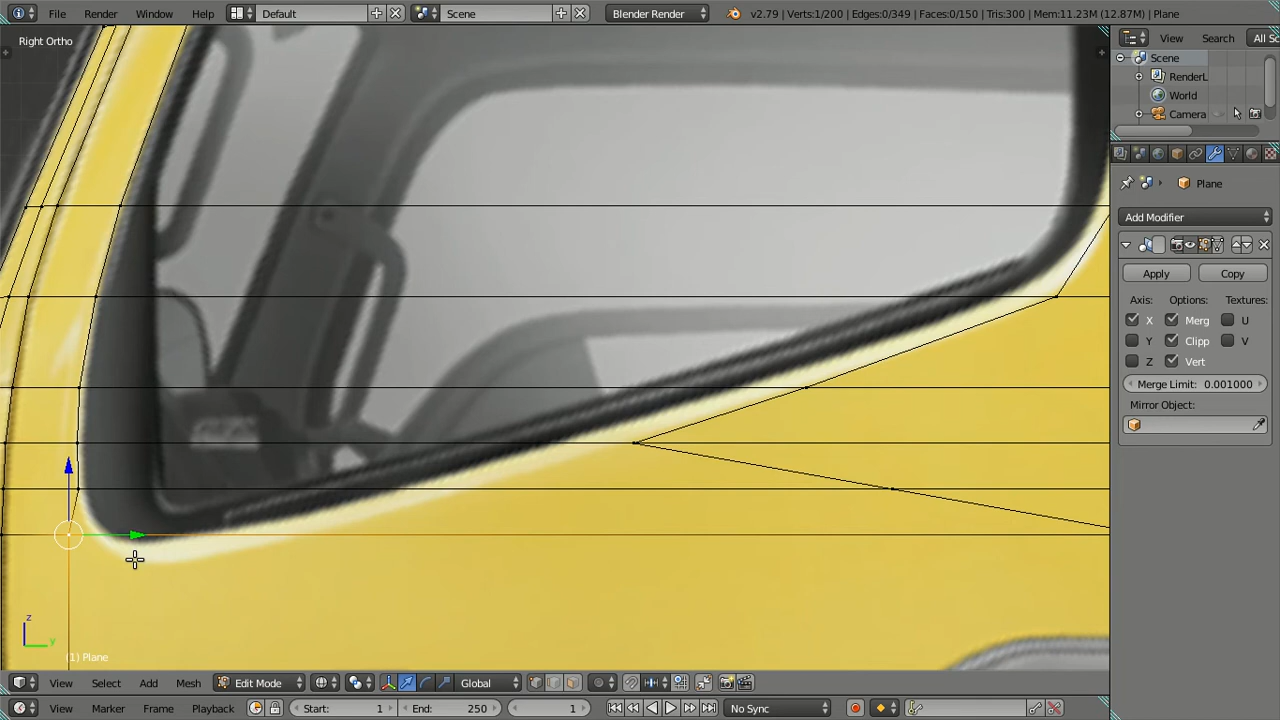 File Render Window Help Default Scene Blender Render v2.79 | Verts:1/200 | Edges:0/349 | Faces:0/150 | Tris:300 | Mem:11.23M (12.87M) | Plane
Right Ortho
View Search All Sc
Scene
RenderL
World
Camera
Plane
Add Modifier
Apply Copy
Axis: Options: Textures:
X Merg U
Y Clipp V
Z Vert
Merge Limit: 0.001000
Mirror Object:
z
y
(1) Plane
View Select Add Mesh Edit Mode Global
View Marker Frame Playback Start: 1 End: 250 1 No Sync